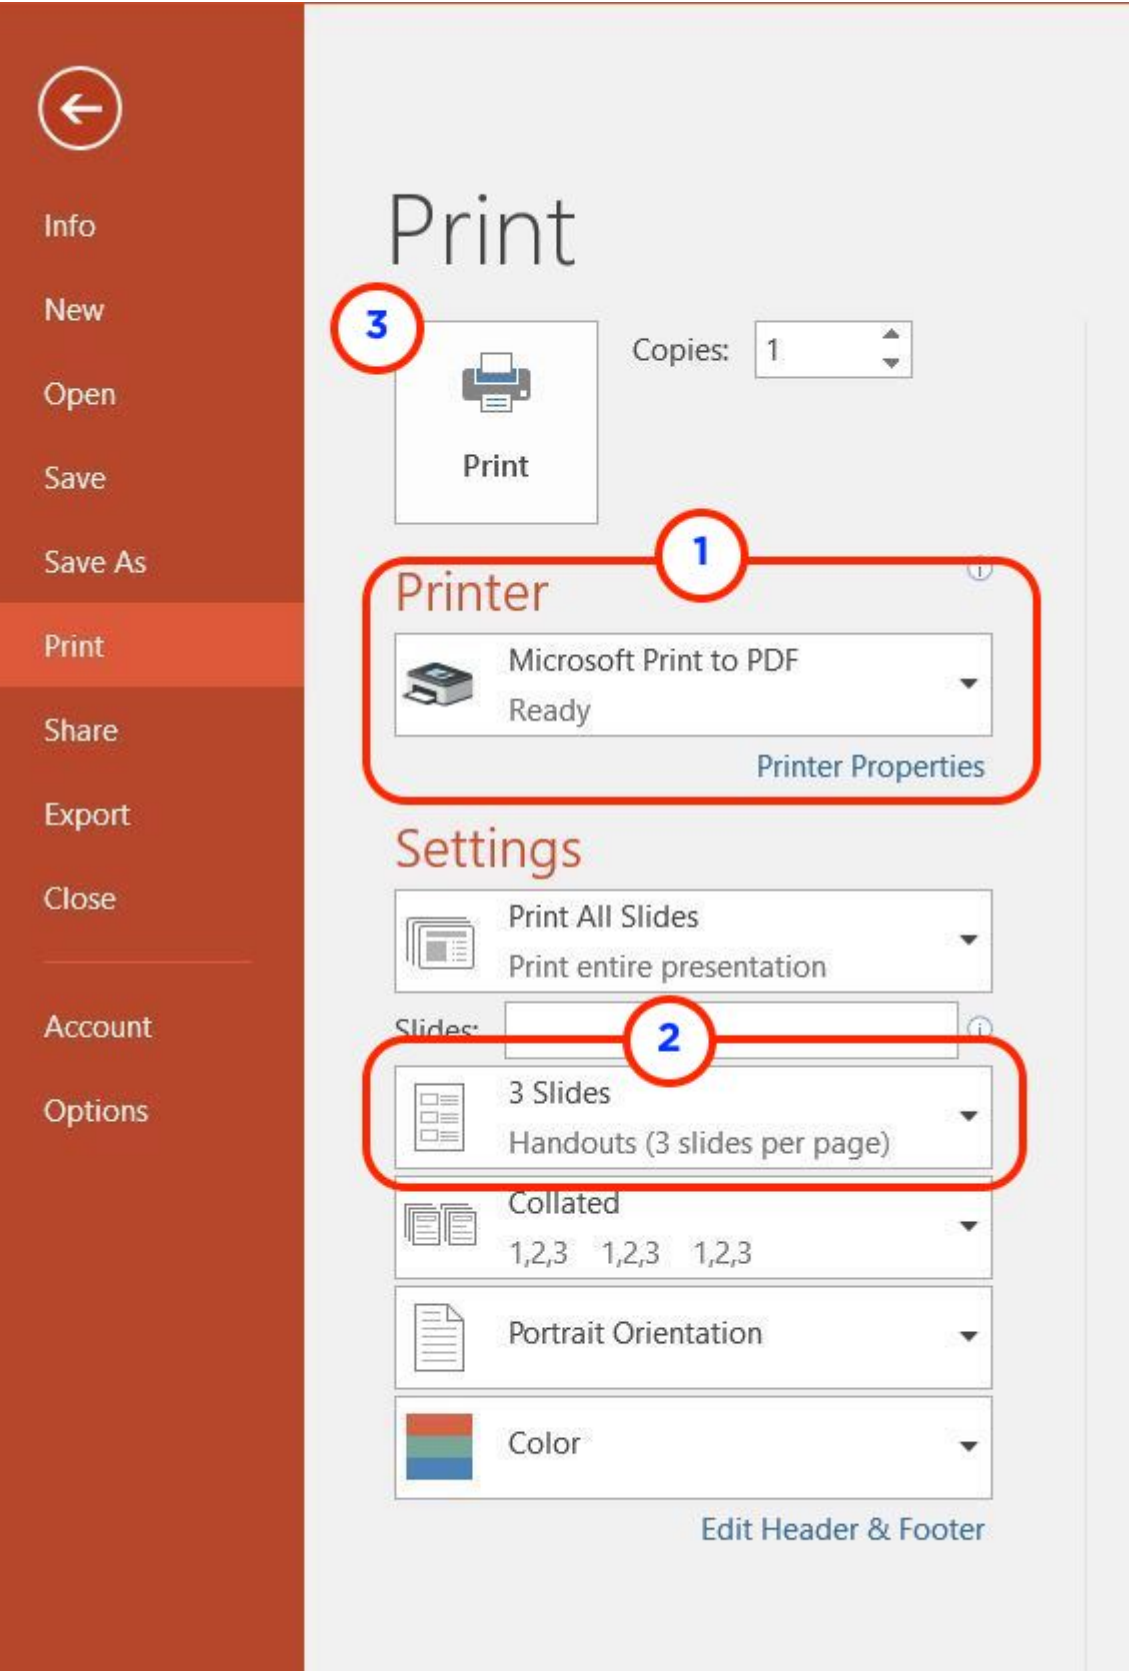 Info
New
Open
Save
Save As
Print
Share
Export
Close
Account
Options
Print
3
Print
Copies: 1
1
Printer
Microsoft Print to PDF
Ready
Printer Properties
Settings
Print All Slides
Print entire presentation
Slides:
2
3 Slides
Handouts (3 slides per page)
Collated
1,2,3 1,2,3 1,2,3
Portrait Orientation
Color
Edit Header & Footer